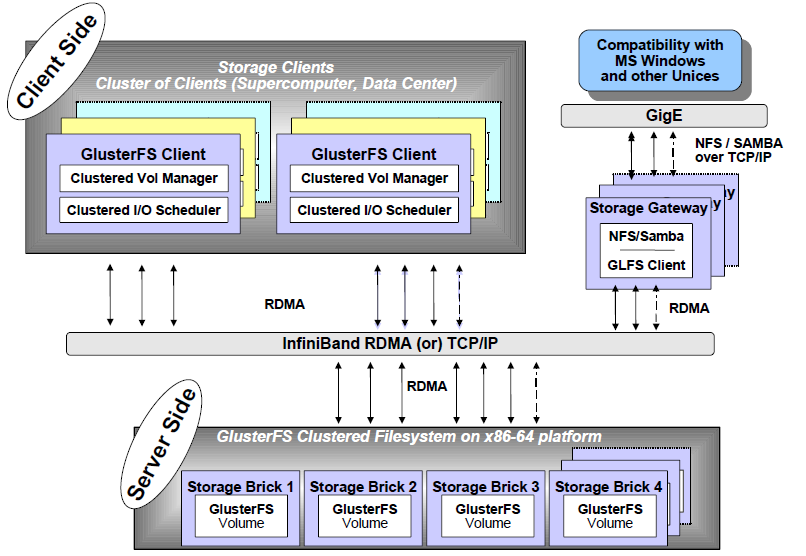 Client Side
Storage Clients
Cluster of Clients (Supercomputer, Data Center)
GlusterFS Client
Clustered Vol Manager
Clustered I/O Scheduler
GlusterFS Client
Clustered Vol Manager
Clustered I/O Scheduler
Compatibility with
MS Windows
and other Unices
GigE
NFS / SAMBA
over TCP/IP
Storage Gateway
NFS/Samba
GLFS Client
RDMA
RDMA
InfiniBand RDMA (or) TCP/IP
RDMA
Server Side
GlusterFS Clustered Filesystem on x86-64 platform
Storage Brick 1
GlusterFS
Volume
Storage Brick 2
GlusterFS
Volume
Storage Brick 3
GlusterFS
Volume
Storage Brick 4
GlusterFS
Volume